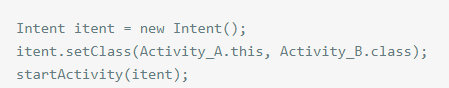 Intent itent = new Intent();
itent.setClass(Activity_A.this, Activity_B.class);
startActivity(itent);